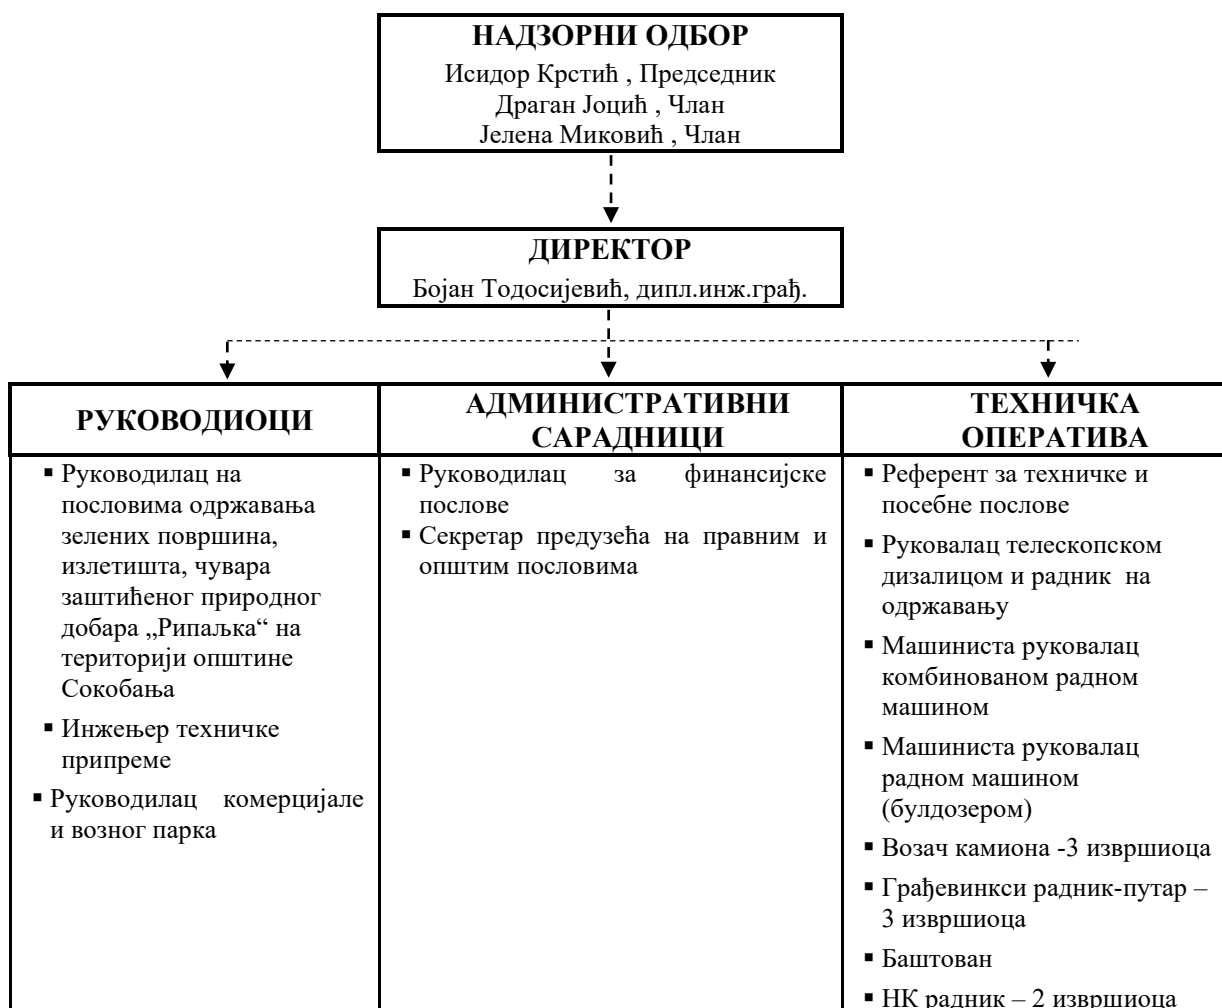 НАДЗОРНИ ОДБОР
Исидор Крстић , Председник
Драган Јоцић , Члан
Јелена Миковић , Члан
ДИРЕКТОР
Бојан Тодосијевић, дипл.инж.грађ.
РУКОВОДИОЦИ
▪ Руководилац на
пословима одржавања
зелених површина,
излетишта, чувара
заштићеног природног
добара „Рипаљка“ на
територији општине
Сокобања
▪ Инжењер техничке
припреме
▪ Руководилац комерцијале
и возног парка
АДМИНИСТРАТИВНИ
САРАДНИЦИ
▪ Руководилац за финансијске
послове
▪ Секретар предузећа на правним и
општим пословима
ТЕХНИЧКА
ОПЕРАТИВА
▪ Референт за техничке и
посебне послове
▪ Руковалац телескопском
дизалицом и радник на
одржавању
▪ Машиниста руковалац
комбинованом радном
машином
▪ Машиниста руковалац
радном машином
(булдозером)
▪ Возач камиона -3 извршиоца
▪ Грађевинкси радник-путар –
3 извршиоца
▪ Баштован
▪ НК радник – 2 извршиоца